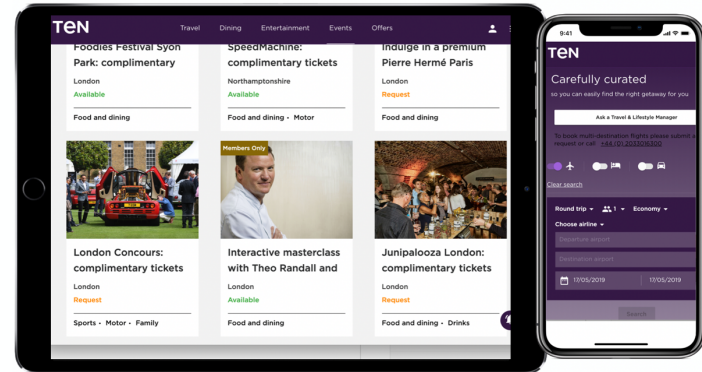 TEN
Travel Dining Entertainment Events Offers
Foodies Festival Syon
Park: complimentary
London
Available
Food and dining
SpeedMachine:
complimentary tickets
Northamptonshire
Available
Food and dining - Motor
Indulge in a premium
Pierre Hermé Paris
London
Request
Food and dining
London Concours:
complimentary tickets
London
Request
Sports - Motor - Family
Members Only
Interactive masterclass
with Theo Randall and
London
Available
Food and dining
Junipalooza London:
complimentary tickets
London
Request
Food and dining - Drinks
9:41
TEN
Carefully curated
so you can easily find the right getaway for you
Ask a Travel & Lifestyle Manager
To book multi-destination flights please submit a
request or call: +44 (0) 2033016300
Clear search
Round trip 1 Economy
Choose airline
Departure airport
Destination airport
17/05/2019 17/05/2019
Search